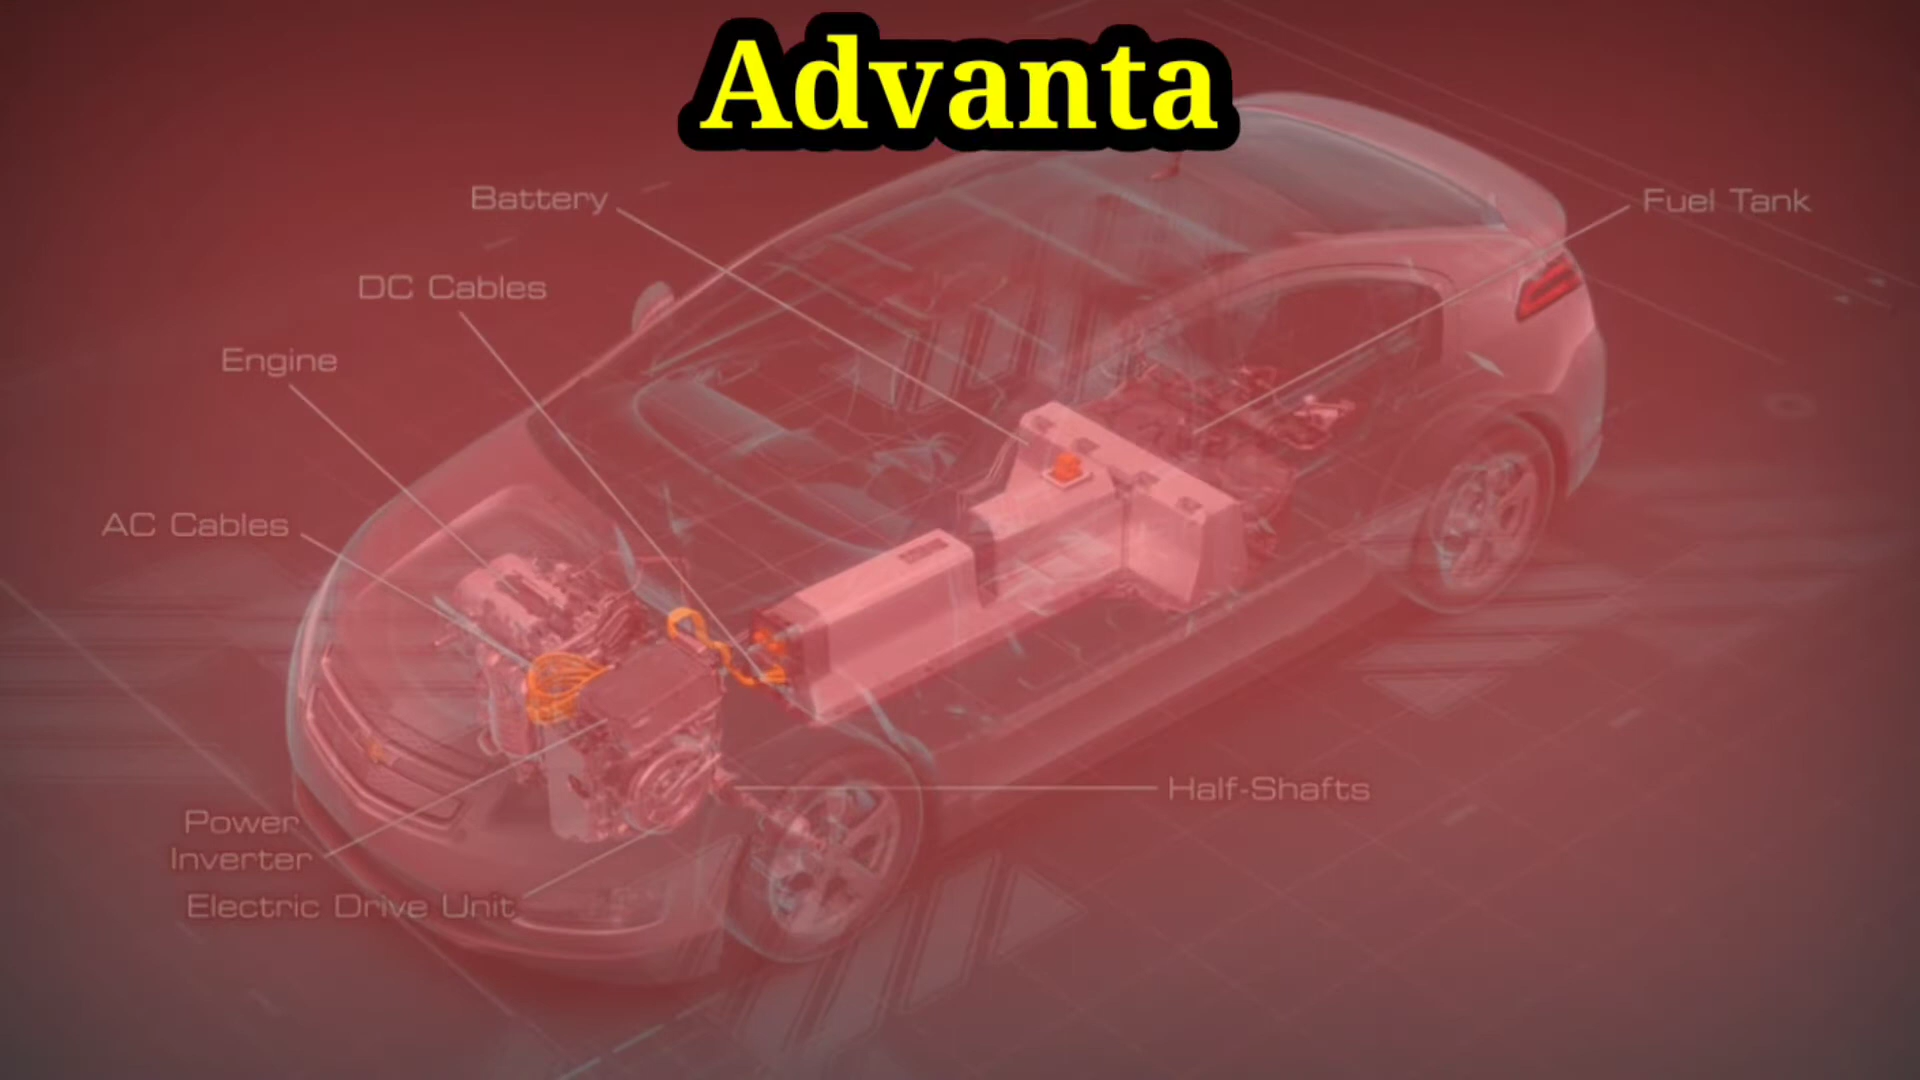 Advanta
Battery
Fuel Tank
DC Cables
Engine
AC Cables
Half-Shafts
Power
Inverter
Electric Drive Unit